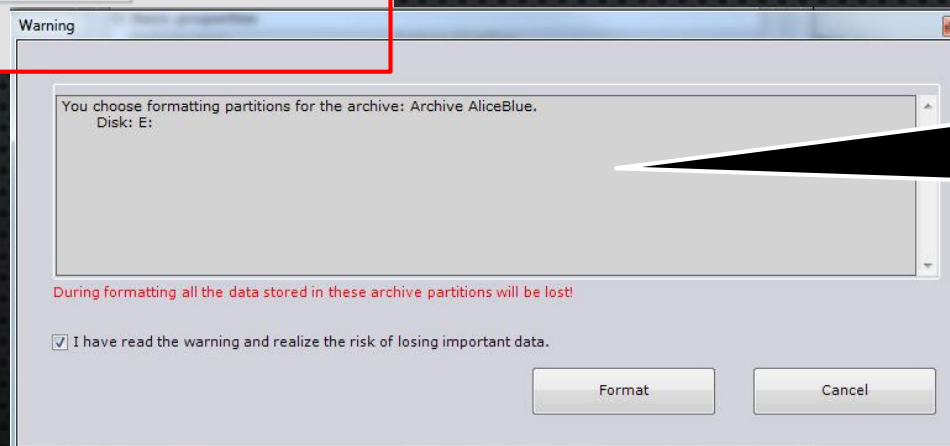 Basic properties
Warning
You choose formatting partitions for the archive: Archive AliceBlue.
Disk: E:
During formatting all the data stored in these archive partitions will be lost!
I have read the warning and realize the risk of losing important data.
Format
Cancel